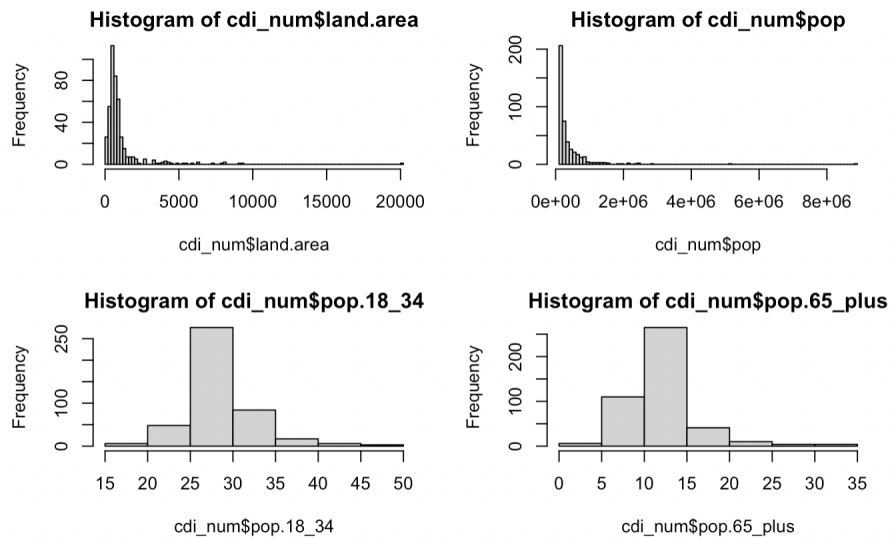 Histogram of cdi_num$land.area
Frequency
0 40 80
0 5000 10000 15000 20000
cdi_num$land.area
Histogram of cdi_num$pop
Frequency
0 100 200
0e+00 2e+06 4e+06 6e+06 8e+06
cdi_num$pop
Histogram of cdi_num$pop.18_34
Frequency
0 100 250
15 20 25 30 35 40 45 50
cdi_num$pop.18_34
Histogram of cdi_num$pop.65_plus
Frequency
0 100 200
0 5 10 15 20 25 30 35
cdi_num$pop.65_plus